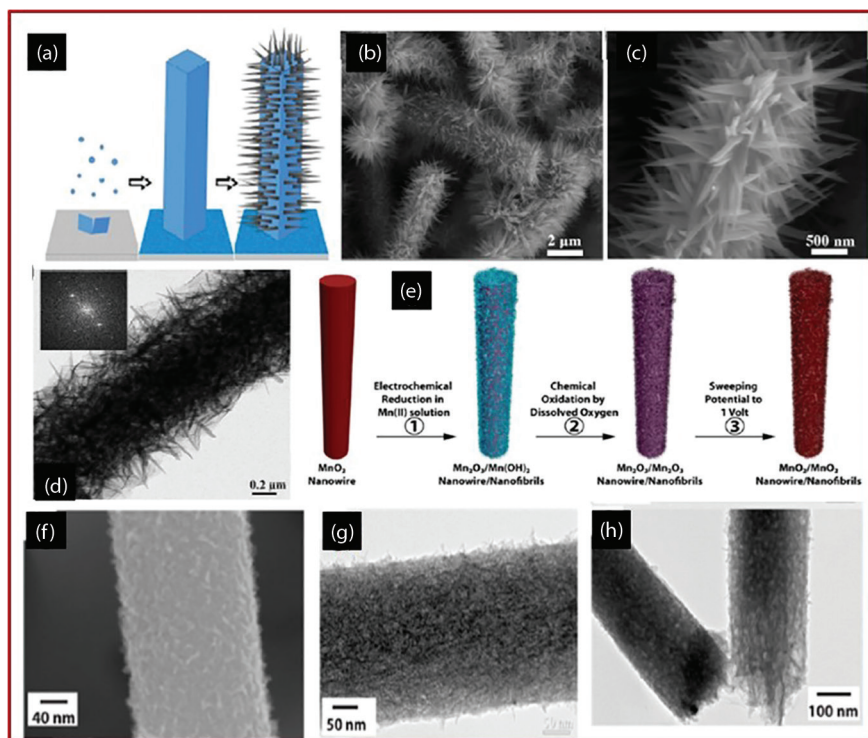 (a)
(b)
2 µm
(c)
500 nm
(d)
0.2 µm
(e)
MnO₂
Nanowire
Electrochemical
Reduction in
Mn(II) solution
①
Mn₂O₃/Mn(OH)₂
Nanowire/Nanofibrils
Chemical
Oxidation by
Dissolved Oxygen
②
Mn₂O₃/Mn₂O₃
Nanowire/Nanofibrils
Sweeping
Potential to
1 Volt
③
MnO₂/MnO₂
Nanowire/Nanofibrils
(f)
40 nm
(g)
50 nm
50 nm
(h)
100 nm